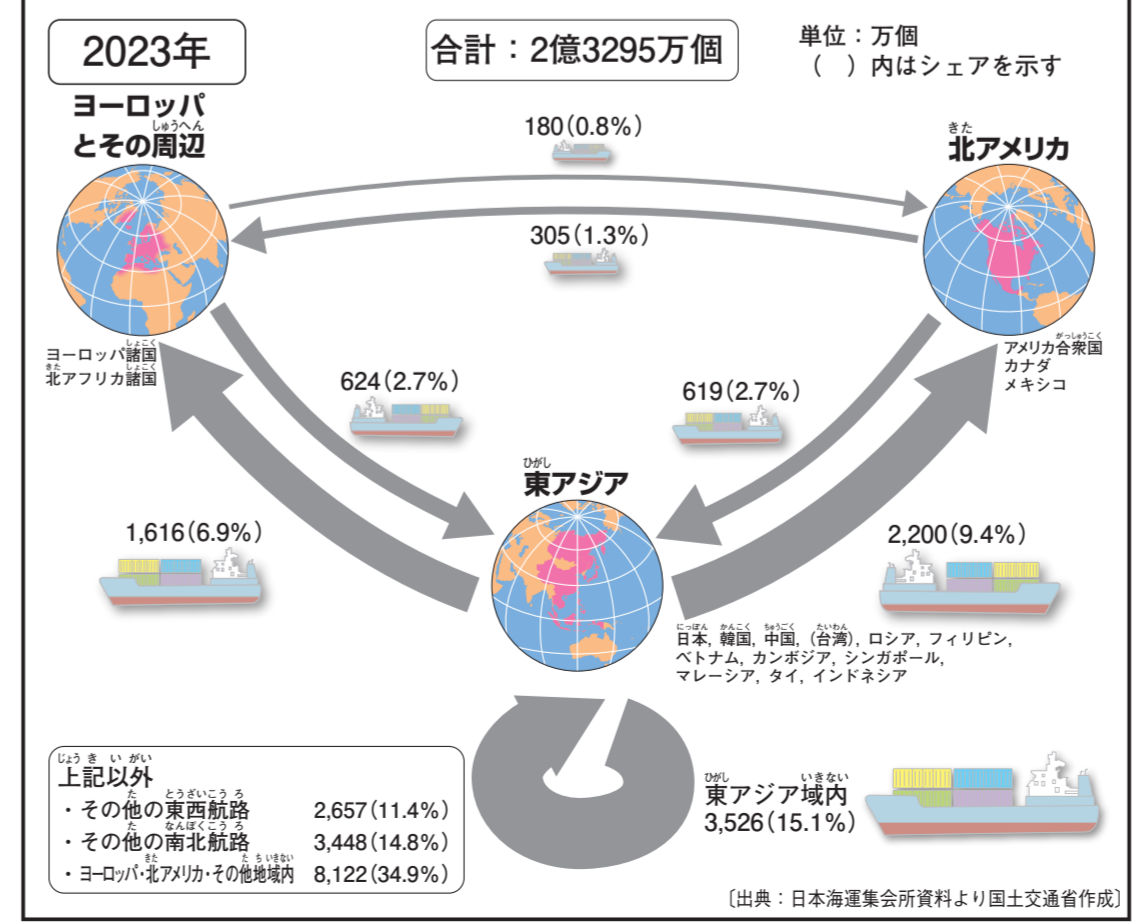 2023年
合計：2億3295万個
単位：万個
（　）内はシェアを示す
ヨーロッパ
とその周辺
しゅうへん
180(0.8%)
きた
北アメリカ
305(1.3%)
ヨーロッパ諸国
しょこく
北アフリカ諸国
きた
しょこく
アメリカ合衆国
がっしゅうこく
カナダ
メキシコ
624(2.7%)
619(2.7%)
ひがし
東アジア
1,616(6.9%)
2,200(9.4%)
にっぽん かんこく ちゅうごく たいわん
日本, 韓国, 中国, (台湾), ロシア, フィリピン,
ベトナム, カンボジア, シンガポール,
マレーシア, タイ, インドネシア
じょうきいがい
上記以外
た とうざいこうろ
・その他の東西航路 2,657(11.4%)
た なんぼくこうろ
・その他の南北航路 3,448(14.8%)
きた たちいきない
・ヨーロッパ・北アメリカ・その他地域内 8,122(34.9%)
ひがし いきない
東アジア域内
3,526(15.1%)
〔出典：日本海運集会所資料より国土交通省作成〕